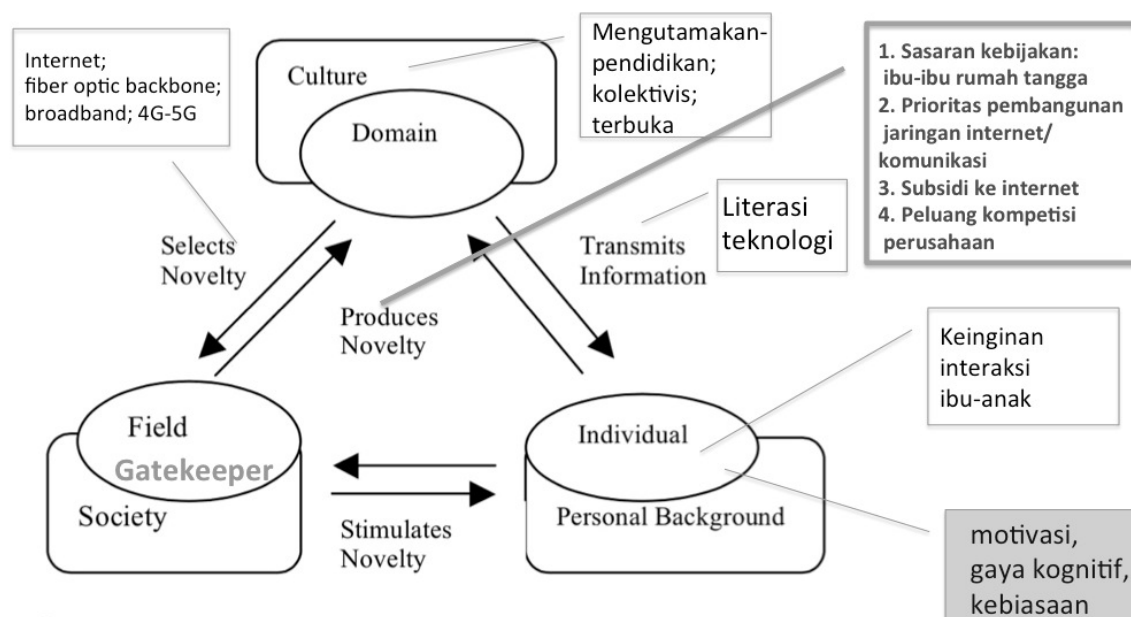 Internet;
fiber optic backbone;
broadband; 4G-5G
Culture
Domain
Mengutamakan-
pendidikan;
kolektivis;
terbuka
1. Sasaran kebijakan:
ibu-ibu rumah tangga
2. Prioritas pembangunan
jaringan internet/
komunikasi
3. Subsidi ke internet
4. Peluang kompetisi
perusahaan
Selects
Novelty
Produces
Novelty
Transmits
Information
Literasi
teknologi
Keinginan
interaksi
ibu-anak
Field
Gatekeeper
Society
Stimulates
Novelty
Individual
Personal Background
motivasi,
gaya kognitif,
kebiasaan